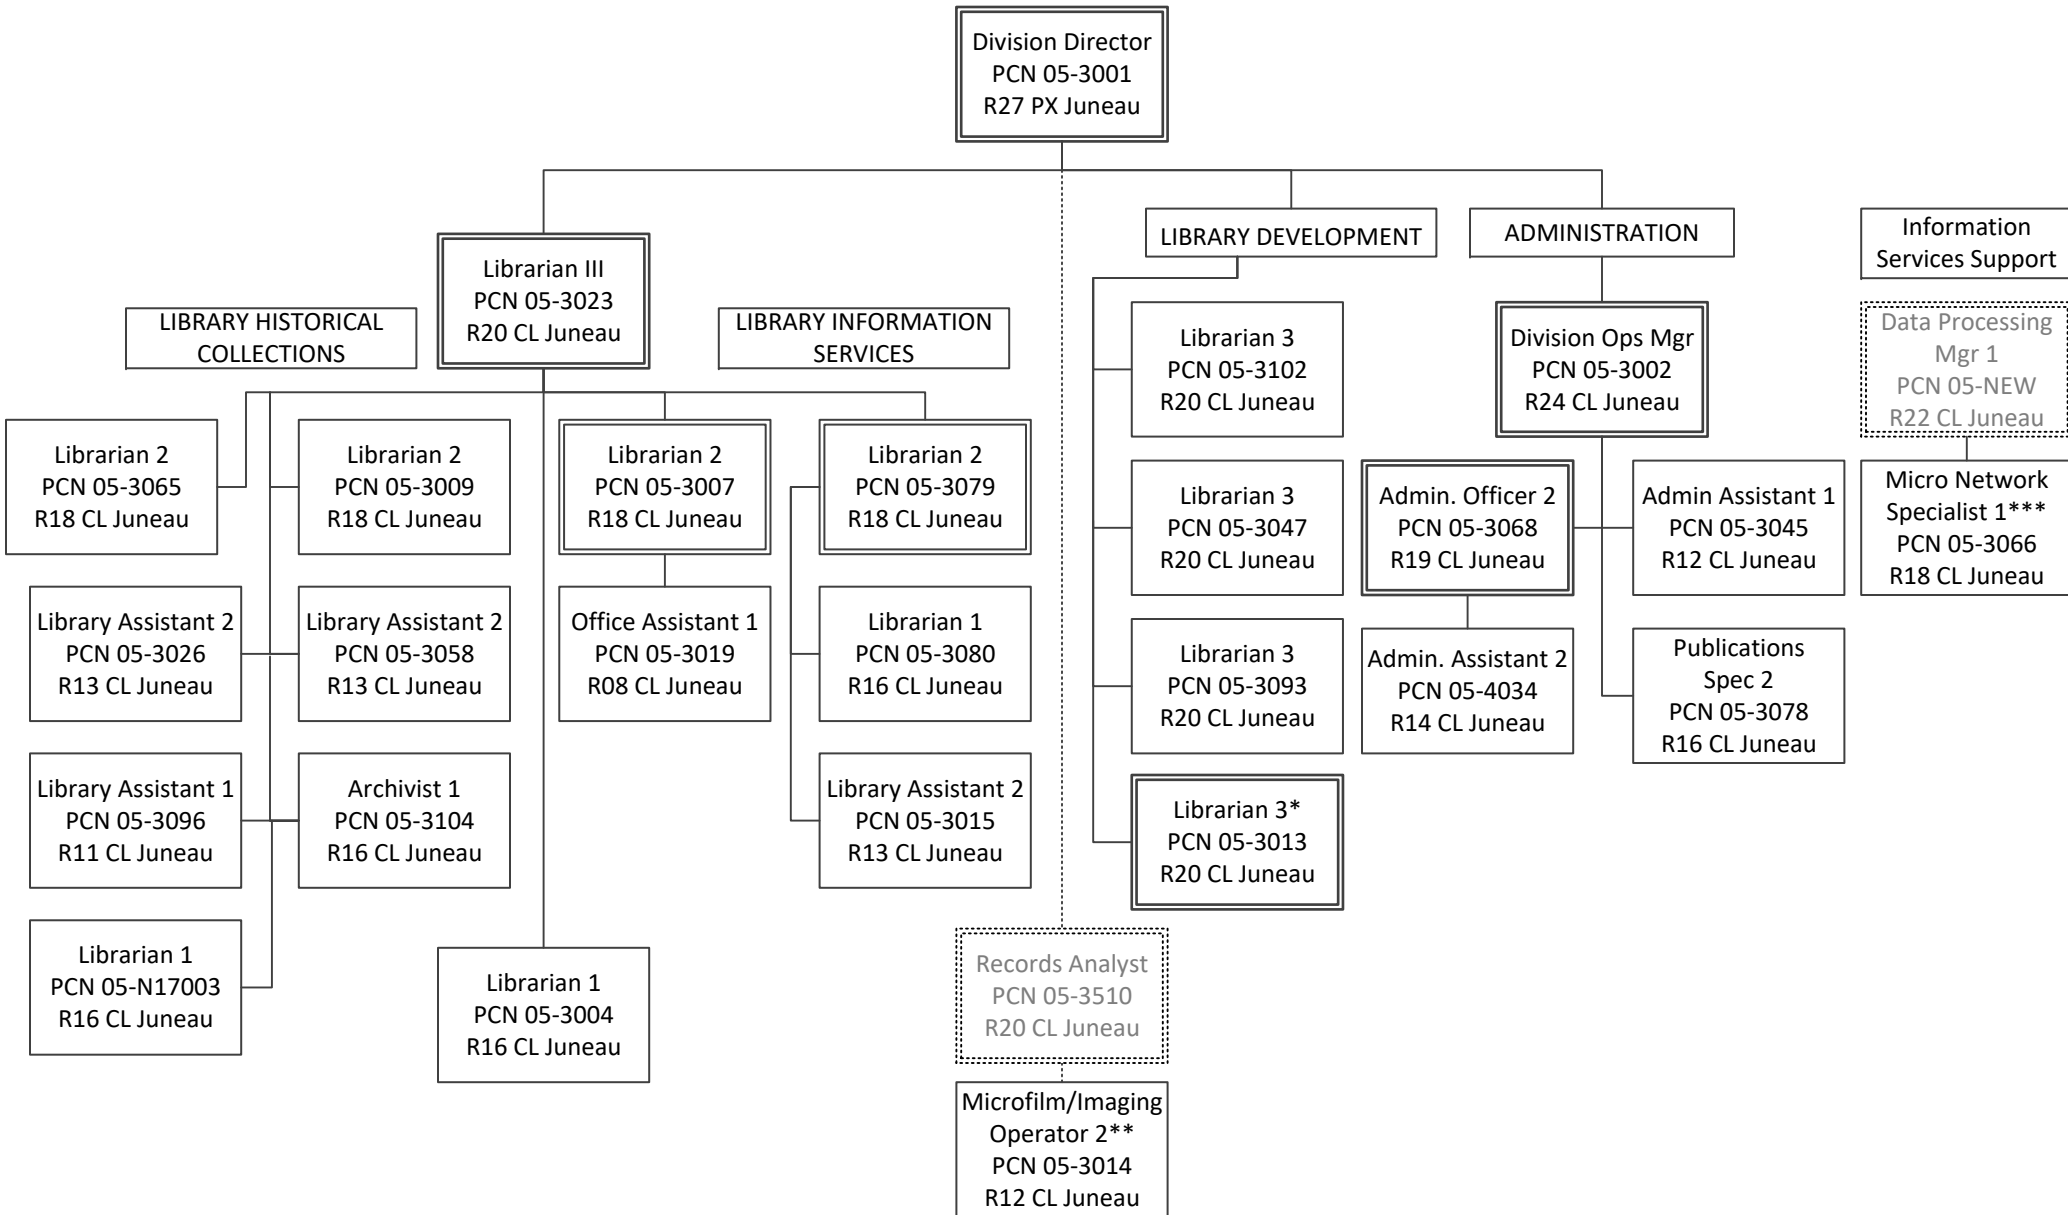 Division Director
PCN 05-3001
R27 PX Juneau
LIBRARY DEVELOPMENT
ADMINISTRATION
Information
Services Support
Librarian III
PCN 05-3023
R20 CL Juneau
LIBRARY HISTORICAL
COLLECTIONS
LIBRARY INFORMATION
SERVICES
Librarian 2
PCN 05-3065
R18 CL Juneau
Librarian 2
PCN 05-3009
R18 CL Juneau
Librarian 2
PCN 05-3007
R18 CL Juneau
Librarian 2
PCN 05-3079
R18 CL Juneau
Library Assistant 2
PCN 05-3026
R13 CL Juneau
Library Assistant 2
PCN 05-3058
R13 CL Juneau
Office Assistant 1
PCN 05-3019
R08 CL Juneau
Librarian 1
PCN 05-3080
R16 CL Juneau
Library Assistant 1
PCN 05-3096
R11 CL Juneau
Archivist 1
PCN 05-3104
R16 CL Juneau
Library Assistant 2
PCN 05-3015
R13 CL Juneau
Librarian 1
PCN 05-N17003
R16 CL Juneau
Librarian 1
PCN 05-3004
R16 CL Juneau
Librarian 3
PCN 05-3102
R20 CL Juneau
Librarian 3
PCN 05-3047
R20 CL Juneau
Librarian 3
PCN 05-3093
R20 CL Juneau
Librarian 3*
PCN 05-3013
R20 CL Juneau
Records Analyst
PCN 05-3510
R20 CL Juneau
Microfilm/Imaging
Operator 2**
PCN 05-3014
R12 CL Juneau
Division Ops Mgr
PCN 05-3002
R24 CL Juneau
Admin. Officer 2
PCN 05-3068
R19 CL Juneau
Admin Assistant 1
PCN 05-3045
R12 CL Juneau
Admin. Assistant 2
PCN 05-4034
R14 CL Juneau
Publications
Spec 2
PCN 05-3078
R16 CL Juneau
Data Processing
Mgr 1
PCN 05-NEW
R22 CL Juneau
Micro Network
Specialist 1***
PCN 05-3066
R18 CL Juneau